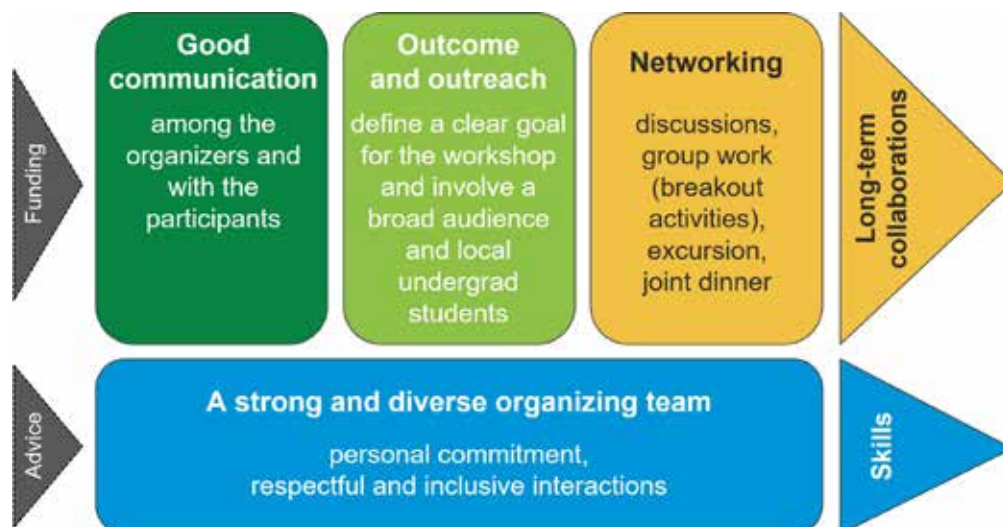 Funding
Good
communication
among the
organizers and
with the
participants
Outcome
and outreach
define a clear goal
for the workshop
and involve a
broad audience
and local
undergrad
students
Networking
discussions,
group work
(breakout
activities),
excursion,
joint dinner
Long-term
collaborations
Advice
A strong and diverse organizing team
personal commitment,
respectful and inclusive interactions
Skills